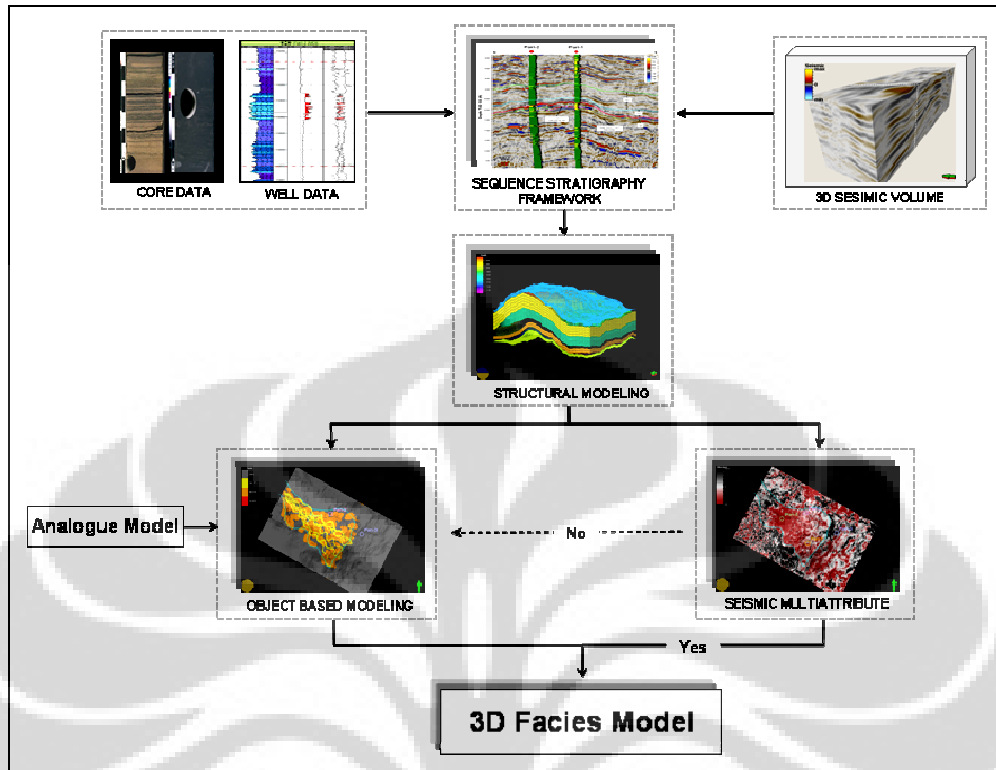 CORE DATA
WELL DATA
SEQUENCE STRATIGRAPHY
FRAMEWORK
3D SESIMIC VOLUME
STRUCTURAL MODELING
Analogue Model
No
OBJECT BASED MODELING
SEISMIC MULTIATTRIBUTE
Yes
3D Facies Model